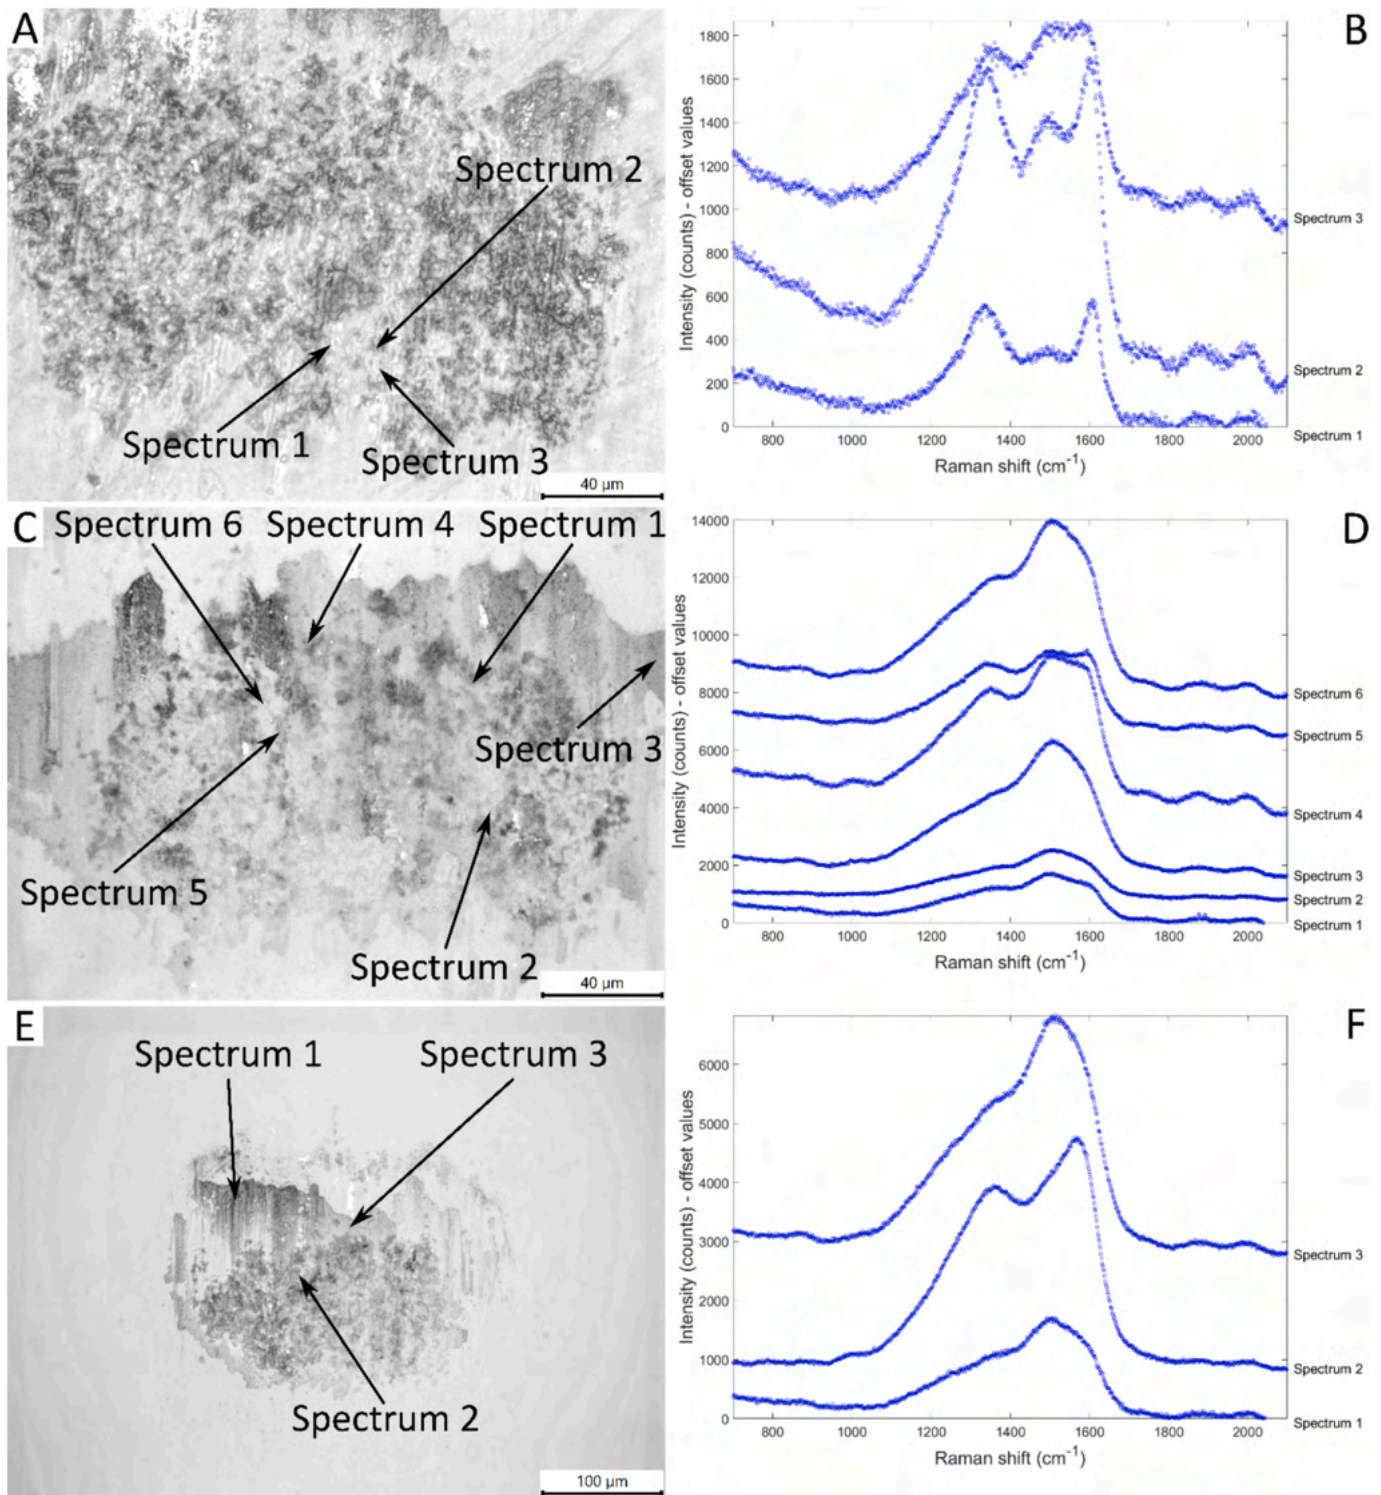 A
Spectrum 2
Spectrum 1
Spectrum 3
40 µm
B
1800
1600
1400
1200
1000
800
600
400
200
0
Intensity (counts) - offset values
Spectrum 3
Spectrum 2
Spectrum 1
800 1000 1200 1400 1600 1800 2000
Raman shift (cm⁻¹)
C
Spectrum 6 Spectrum 4 Spectrum 1
Spectrum 3
Spectrum 5
Spectrum 2
40 µm
D
14000
12000
10000
8000
6000
4000
2000
0
Intensity (counts) - offset values
Spectrum 6
Spectrum 5
Spectrum 4
Spectrum 3
Spectrum 2
Spectrum 1
800 1000 1200 1400 1600 1800 2000
Raman shift (cm⁻¹)
E
Spectrum 1 Spectrum 3
Spectrum 2
100 µm
F
6000
5000
4000
3000
2000
1000
0
Intensity (counts) - offset values
Spectrum 3
Spectrum 2
Spectrum 1
800 1000 1200 1400 1600 1800 2000
Raman shift (cm⁻¹)